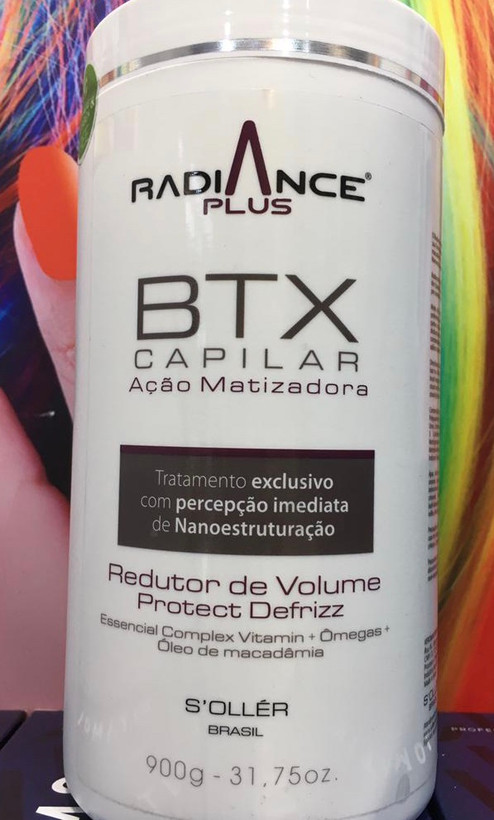 RADIANCE®
PLUS
BTX
CAPILAR
Ação Matizadora
Tratamento exclusivo
com percepção imediata
de Nanoestruturação
Redutor de Volume
Protect Defrizz
Essencial Complex Vitamin + Ômegas +
Óleo de macadâmia
S'OLLÉR
BRASIL
900g - 31,75oz.